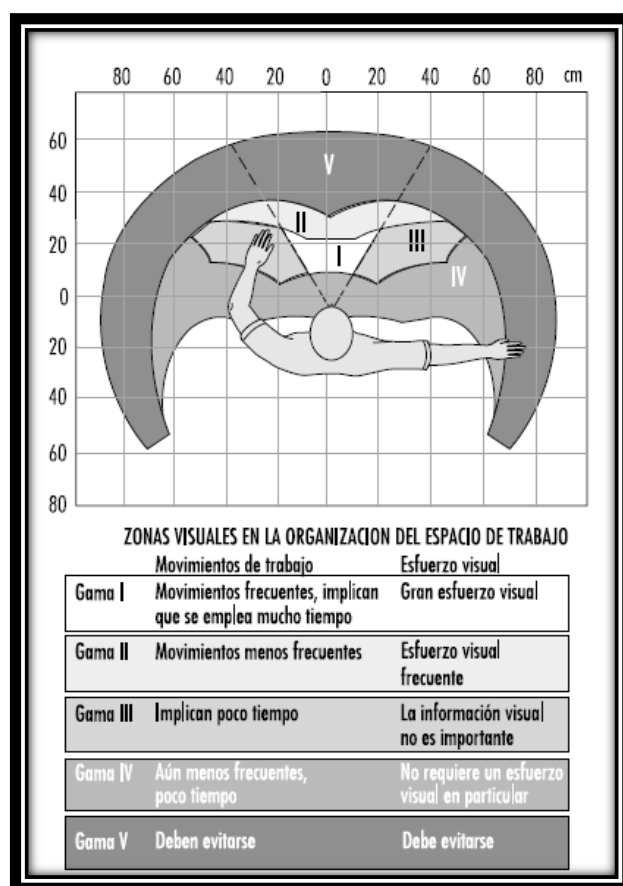 80 60 40 20 0 20 40 60 80 cm
60
40
20
0
20
40
60
80
V
II
I
III
IV
ZONAS VISUALES EN LA ORGANIZACION DEL ESPACIO DE TRABAJO
Movimientos de trabajo Esfuerzo visual
Gama I Movimientos frecuentes, implican Gran esfuerzo visual
que se emplea mucho tiempo
Gama II Movimientos menos frecuentes Esfuerzo visual
frecuente
Gama III Implican poco tiempo La información visual
no es importante
Gama IV Aún menos frecuentes, No requiere un esfuerzo
poco tiempo visual en particular
Gama V Deben evitarse Debe evitarse